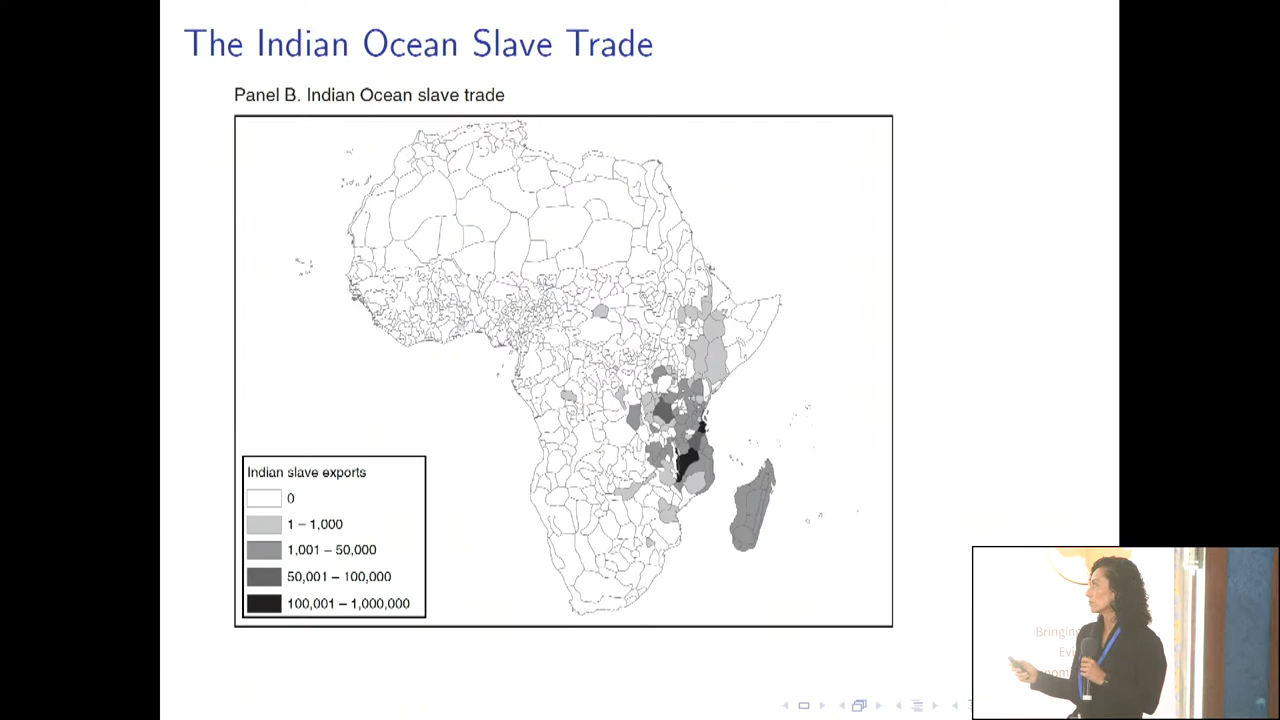 The Indian Ocean Slave Trade
Panel B. Indian Ocean slave trade
Indian slave exports
0
1 – 1,000
1,001 – 50,000
50,001 – 100,000
100,001 – 1,000,000
Bringing